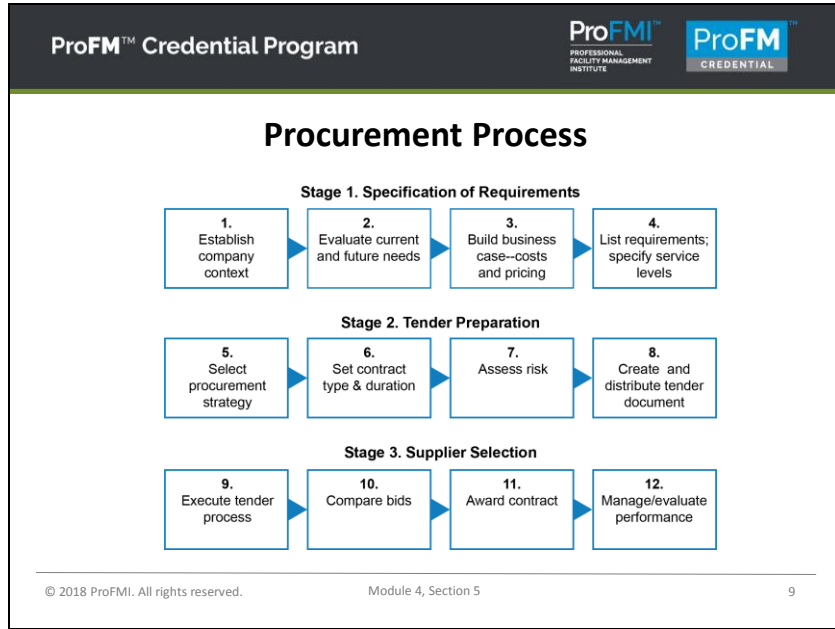 ProFM™ Credential Program
ProFMI™
PROFESSIONAL
FACILITY MANAGEMENT
INSTITUTE
ProFM™
CREDENTIAL
Procurement Process
Stage 1. Specification of Requirements
1.
Establish
company
context
2.
Evaluate current
and future needs
3.
Build business
case--costs
and pricing
4.
List requirements;
specify service
levels
Stage 2. Tender Preparation
5.
Select
procurement
strategy
6.
Set contract
type & duration
7.
Assess risk
8.
Create and
distribute tender
document
Stage 3. Supplier Selection
9.
Execute tender
process
10.
Compare bids
11.
Award contract
12.
Manage/evaluate
performance
© 2018 ProFMI. All rights reserved.
Module 4, Section 5
9